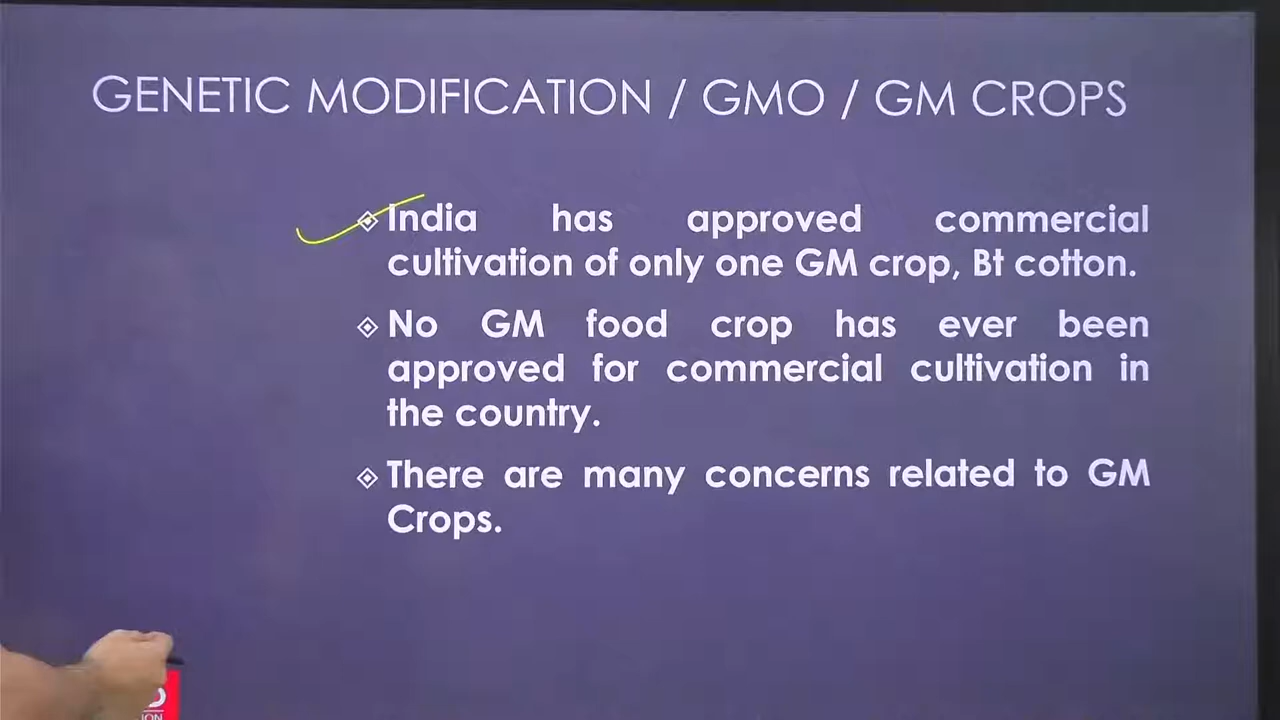 GENETIC MODIFICATION / GMO / GM CROPS
India has approved commercial
cultivation of only one GM crop, Bt cotton.
No GM food crop has ever been
approved for commercial cultivation in
the country.
There are many concerns related to GM
Crops.